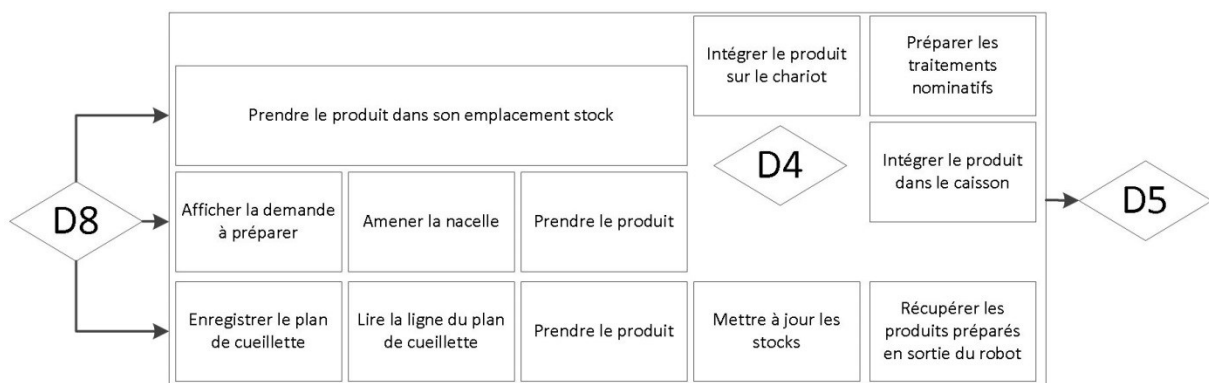 Intégrer le produit
sur le chariot
Préparer les
traitements
nominatifs
Prendre le produit dans son emplacement stock
D4
Intégrer le produit
dans le caisson
D8
Afficher la demande
à préparer
Amener la nacelle
Prendre le produit
D5
Enregistrer le plan
de cueillette
Lire la ligne du plan
de cueillette
Prendre le produit
Mettre à jour les
stocks
Récupérer les
produits préparés
en sortie du robot